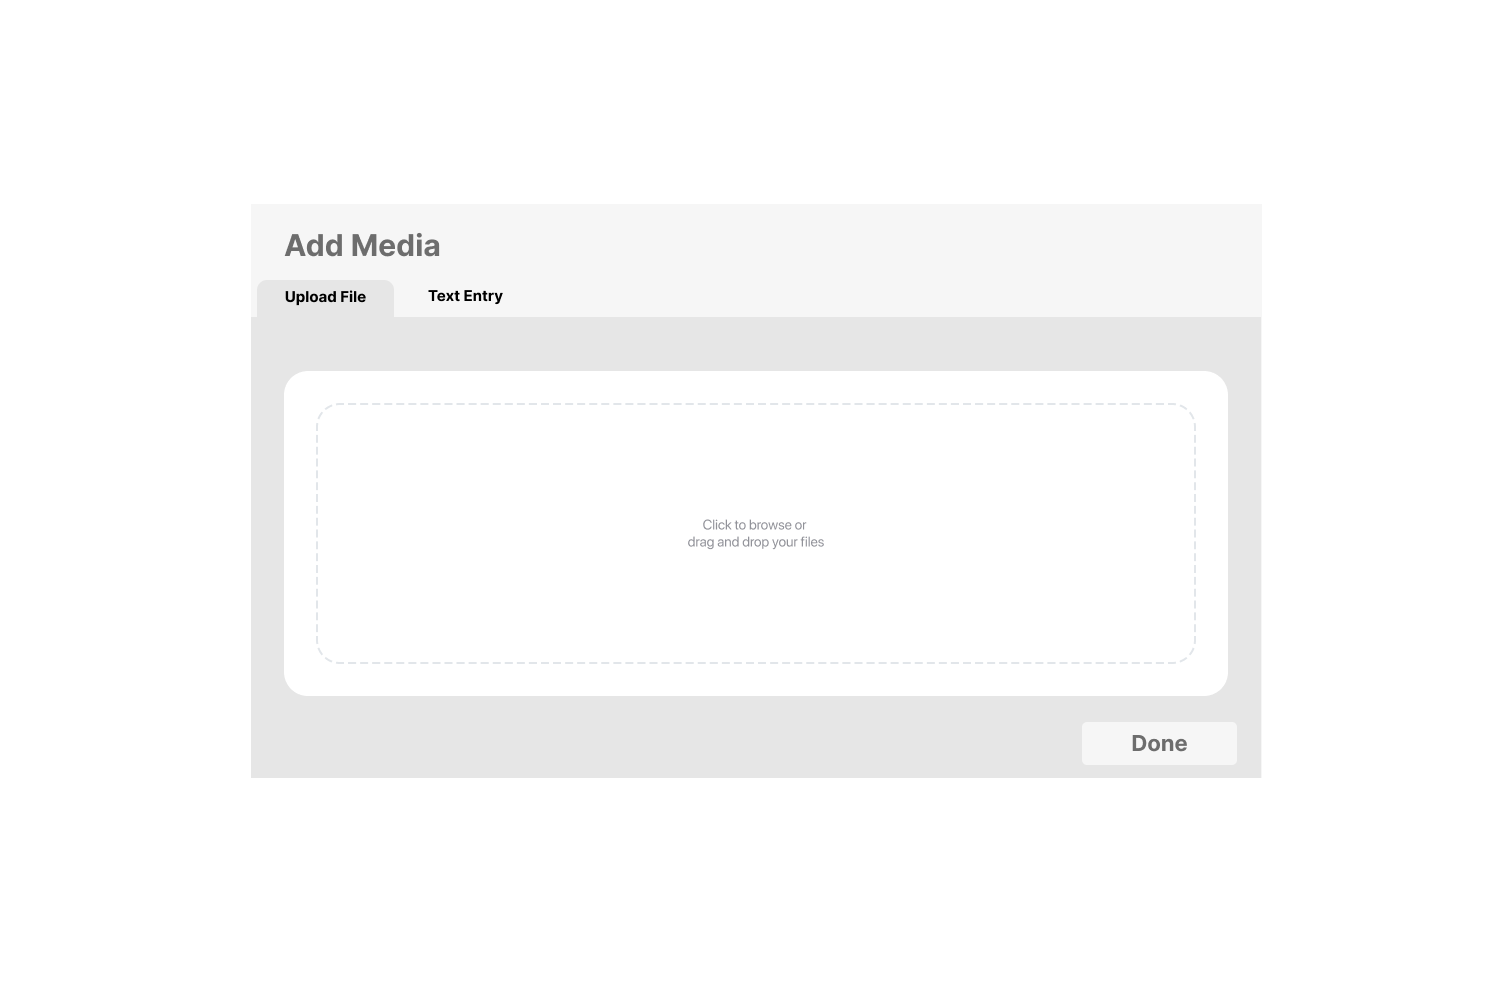 Add Media
Upload File
Text Entry
Click to browse or
drag and drop your files
Done